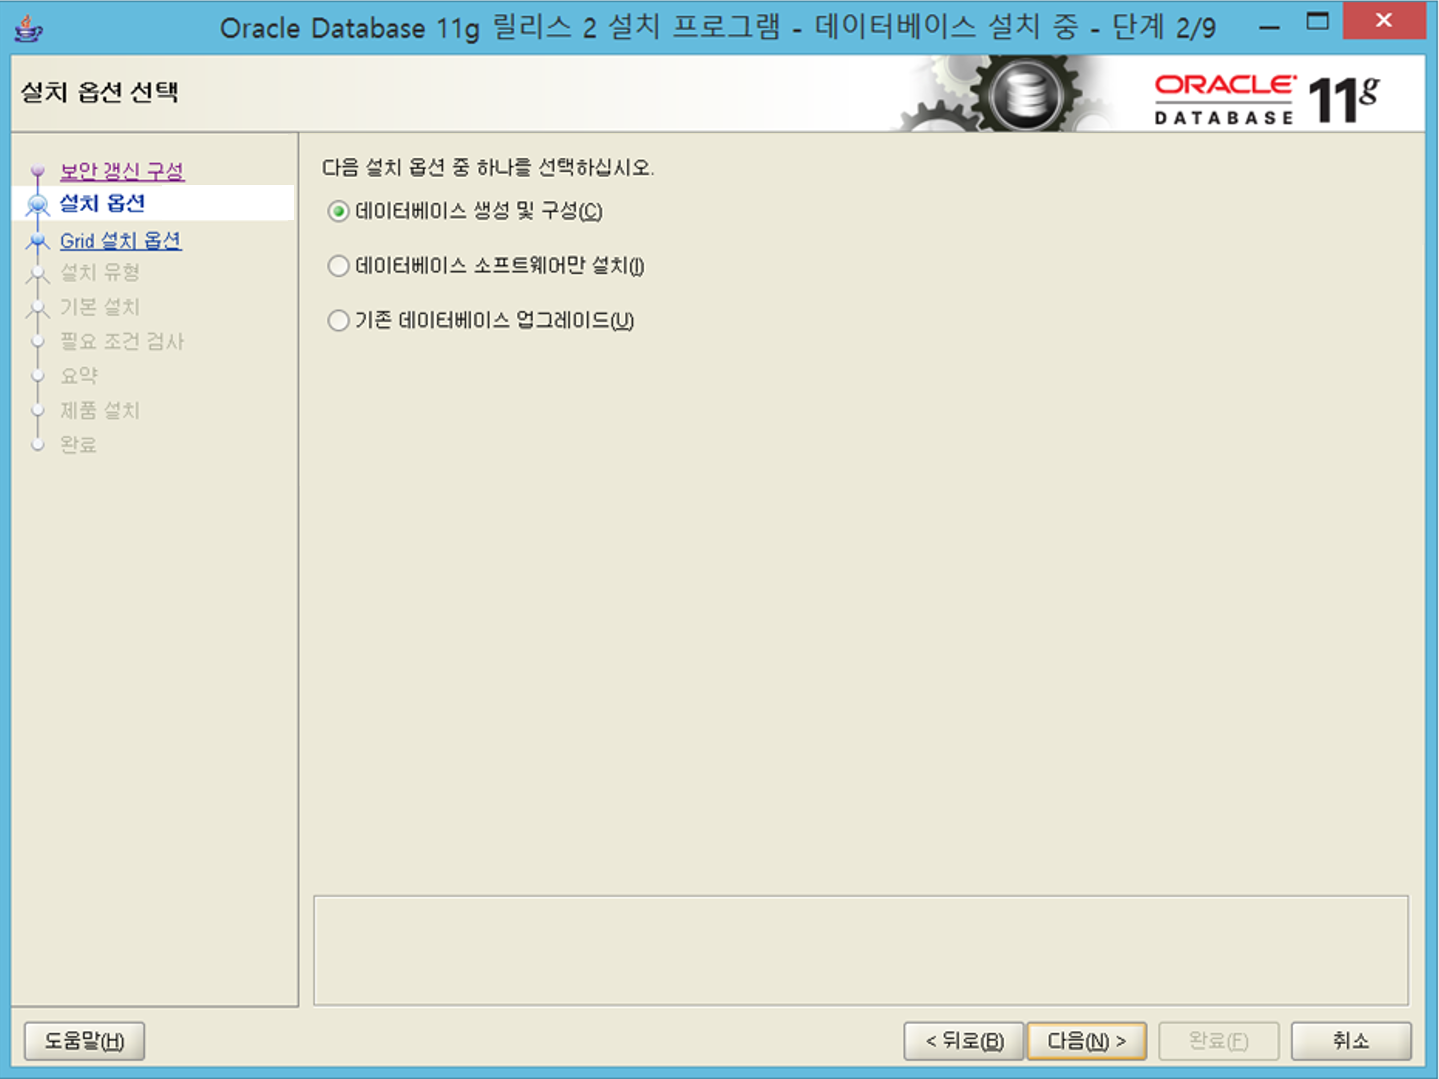 Oracle Database 11g 릴리스 2 설치 프로그램 - 데이터베이스 설치 중 - 단계 2/9
설치 옵션 선택
ORACLE
DATABASE
11g
보안 갱신 구성
설치 옵션
Grid 설치 옵션
설치 유형
기본 설치
필요 조건 검사
요약
제품 설치
완료
다음 설치 옵션 중 하나를 선택하십시오.
데이터베이스 생성 및 구성(C)
데이터베이스 소프트웨어만 설치(I)
기존 데이터베이스 업그레이드(U)
도움말(H)
< 뒤로(B)
다음(N) >
완료(F)
취소